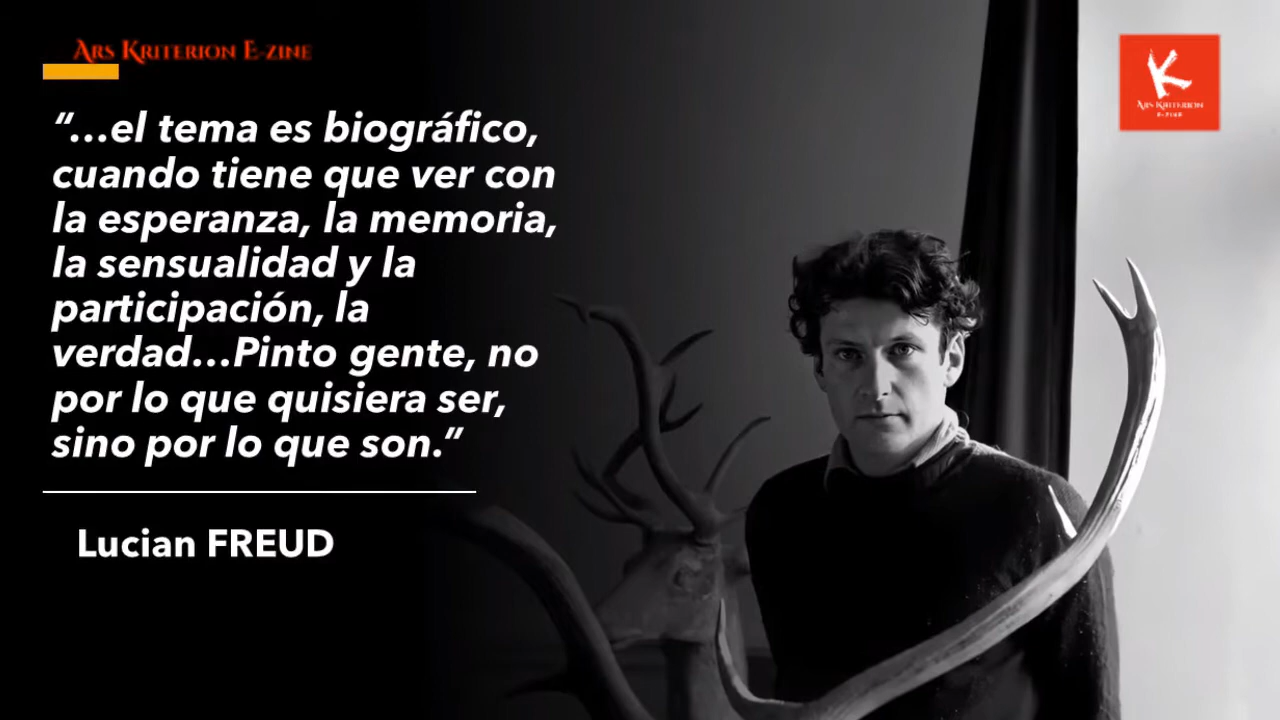 ARS KRITERION E-ZINE
“...el tema es biográfico,
cuando tiene que ver con
la esperanza, la memoria,
la sensualidad y la
participación, la
verdad...Pinto gente, no
por lo que quisiera ser,
sino por lo que son.”
Lucian FREUD
K
ARS KRITERION
E-ZINE